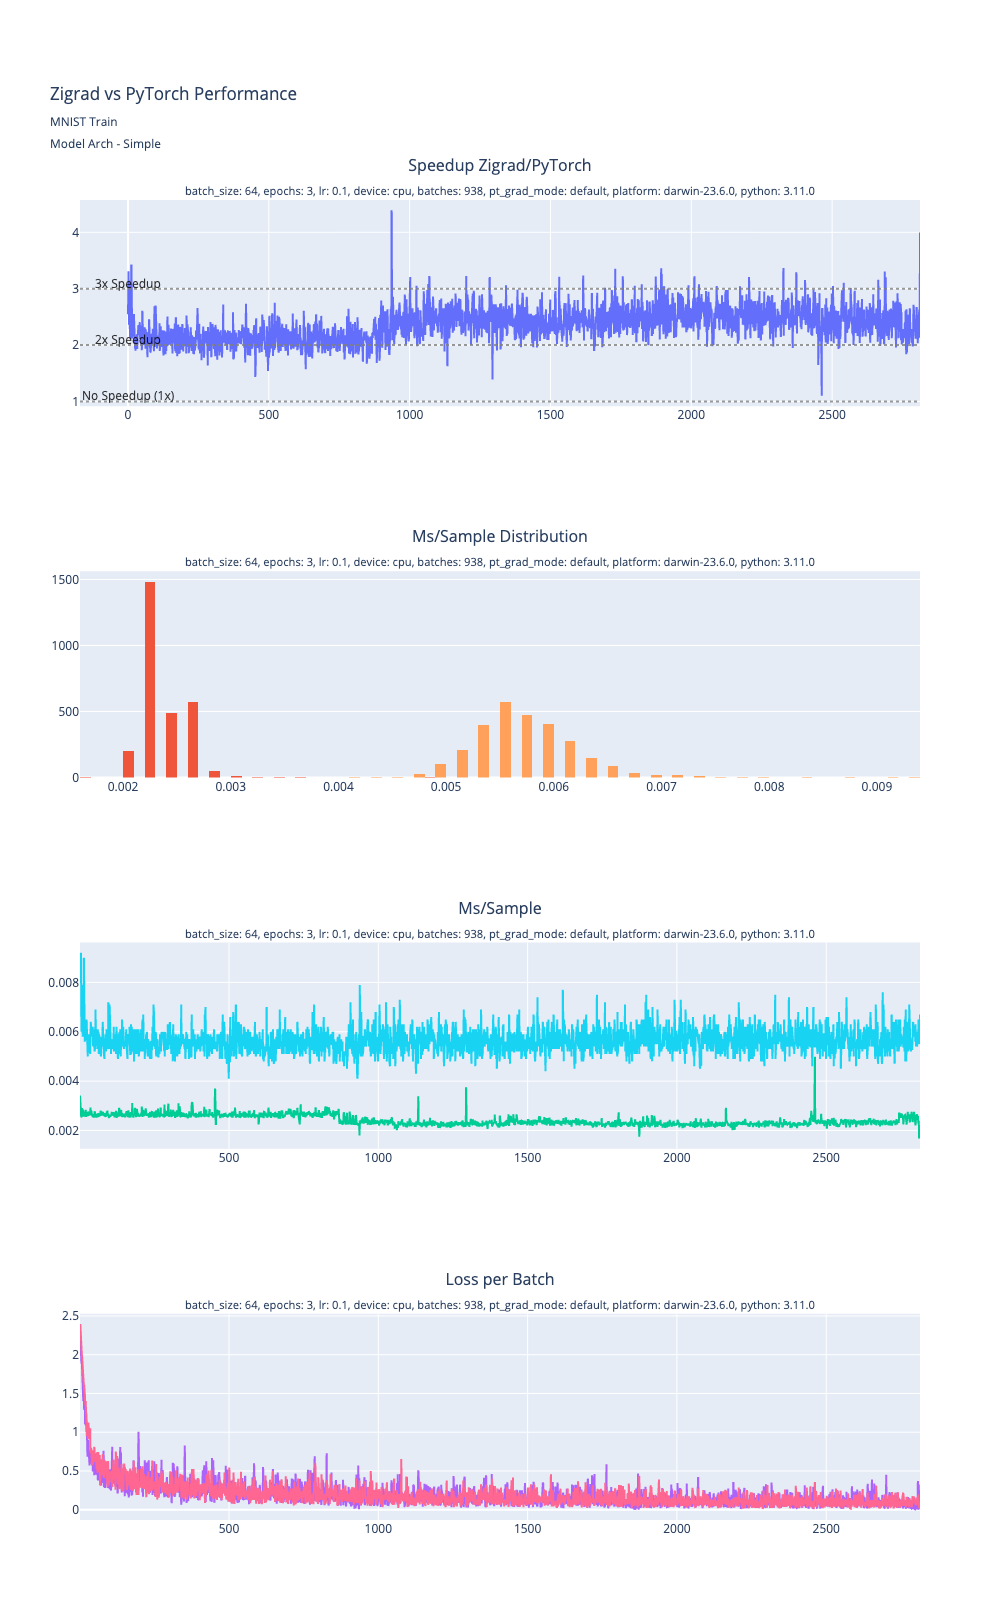 Zigrad vs PyTorch Performance
MNIST Train
Model Arch - Simple
Speedup Zigrad/PyTorch
batch_size: 64, epochs: 3, lr: 0.1, device: cpu, batches: 938, pt_grad_mode: default, platform: darwin-23.6.0, python: 3.11.0
4
3x Speedup
3
2x Speedup
2
No Speedup (1x)
1
0 500 1000 1500 2000 2500
Ms/Sample Distribution
batch_size: 64, epochs: 3, lr: 0.1, device: cpu, batches: 938, pt_grad_mode: default, platform: darwin-23.6.0, python: 3.11.0
1500
1000
500
0
0.002 0.003 0.004 0.005 0.006 0.007 0.008 0.009
Ms/Sample
batch_size: 64, epochs: 3, lr: 0.1, device: cpu, batches: 938, pt_grad_mode: default, platform: darwin-23.6.0, python: 3.11.0
0.008
0.006
0.004
0.002
500 1000 1500 2000 2500
Loss per Batch
batch_size: 64, epochs: 3, lr: 0.1, device: cpu, batches: 938, pt_grad_mode: default, platform: darwin-23.6.0, python: 3.11.0
2.5
2
1.5
1
0.5
0
500 1000 1500 2000 2500